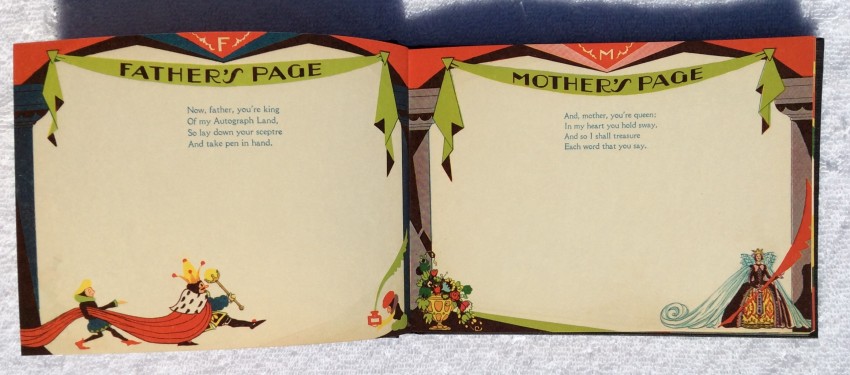 F
FATHER'S PAGE
Now, father, you're king
Of my Autograph Land,
So lay down your sceptre
And take pen in hand.
M
MOTHER'S PAGE
And, mother, you're queen;
In my heart you hold sway,
And so I shall treasure
Each word that you say.